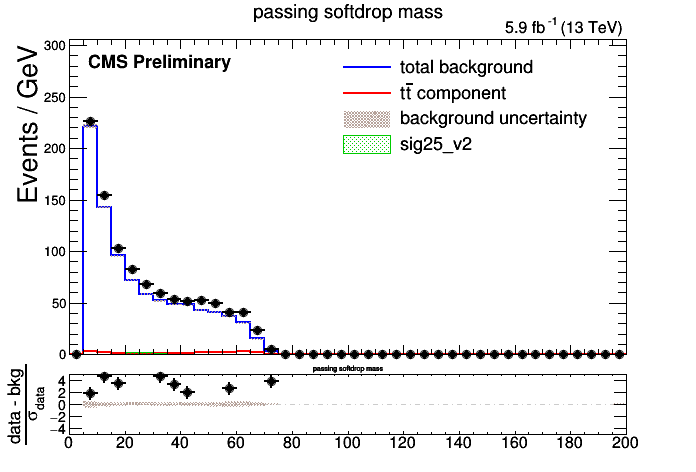 passing softdrop mass
5.9 fb⁻¹ (13 TeV)
CMS Preliminary
total background
tt̄ component
background uncertainty
sig25_v2
Events / GeV
300
250
200
150
100
50
0
passing softdrop mass
data - bkg
σ_data
4
2
0
−2
−4
0 20 40 60 80 100 120 140 160 180 200